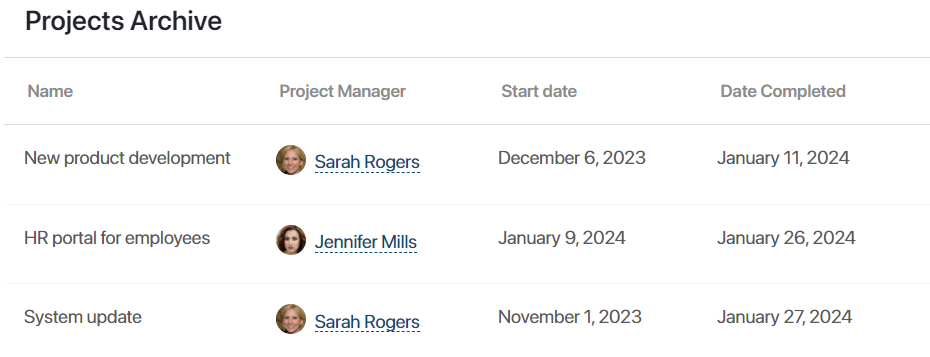 Projects Archive
Name Project Manager Start date Date Completed
New product development Sarah Rogers December 6, 2023 January 11, 2024
HR portal for employees Jennifer Mills January 9, 2024 January 26, 2024
System update Sarah Rogers November 1, 2023 January 27, 2024